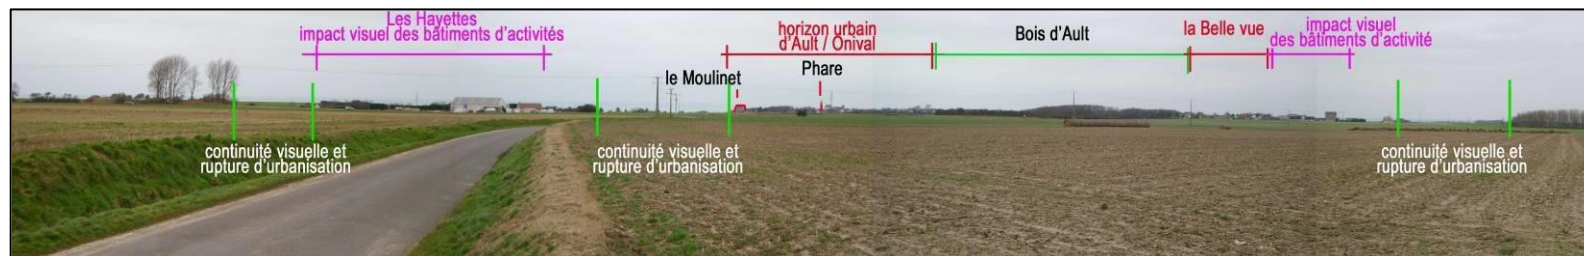 Les Hayettes
impact visuel des bâtiments d'activités
horizon urbain
d'Ault / Onival
Bois d'Ault
la Belle vue
impact visuel
des bâtiments d'activité
le Moulinet
Phare
continuité visuelle et
rupture d'urbanisation
continuité visuelle et
rupture d'urbanisation
continuité visuelle et
rupture d'urbanisation